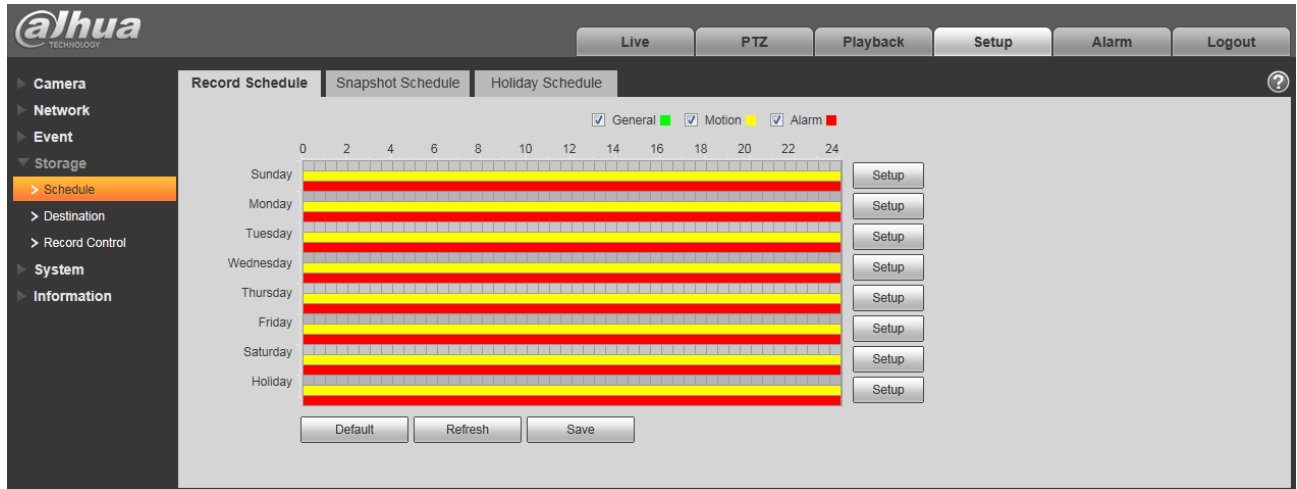 alhua
TECHNOLOGY
Live PTZ Playback Setup Alarm Logout
Camera
Network
Event
Storage
> Schedule
> Destination
> Record Control
System
Information
Record Schedule Snapshot Schedule Holiday Schedule ?
General Motion Alarm
0 2 4 6 8 10 12 14 16 18 20 22 24
Sunday Setup
Monday Setup
Tuesday Setup
Wednesday Setup
Thursday Setup
Friday Setup
Saturday Setup
Holiday Setup
Default Refresh Save